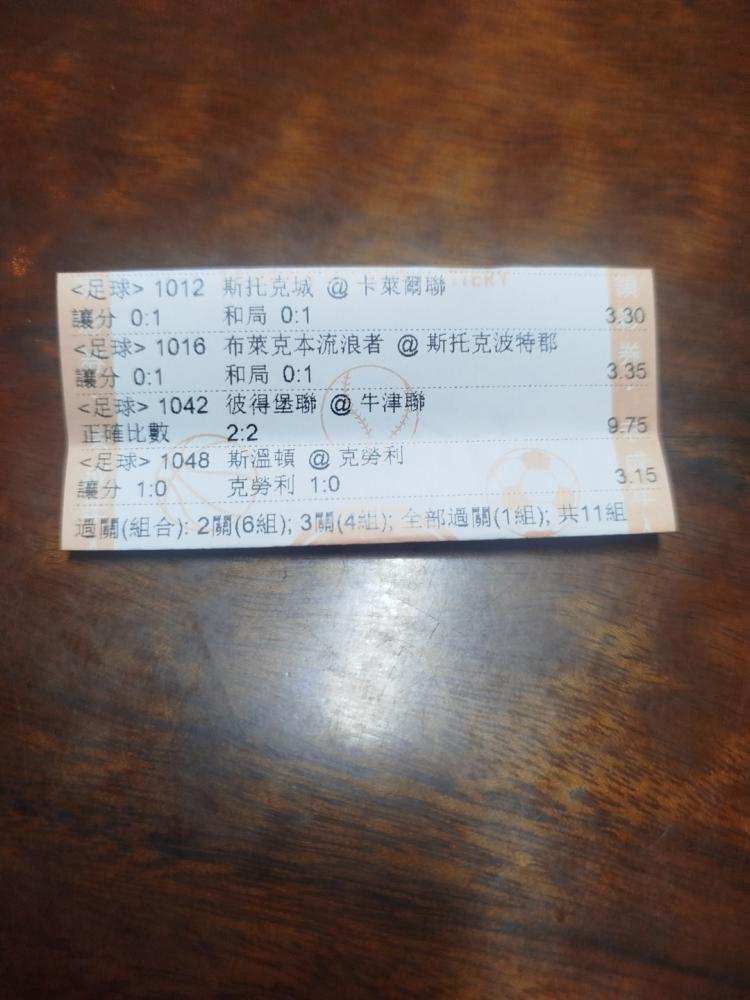 <足球> 1012 斯托克城 @ 卡萊爾聯
讓分 0:1 和局 0:1 3.30
<足球> 1016 布萊克本流浪者 @ 斯托克波特郡
讓分 0:1 和局 0:1 3.35
<足球> 1042 彼得堡聯 @ 牛津聯
正確比數 2:2 9.75
<足球> 1048 斯溫頓 @ 克勞利
讓分 1:0 克勞利 1:0 3.15
過關(組合): 2關(6組); 3關(4組); 全部過關(1組); 共11組